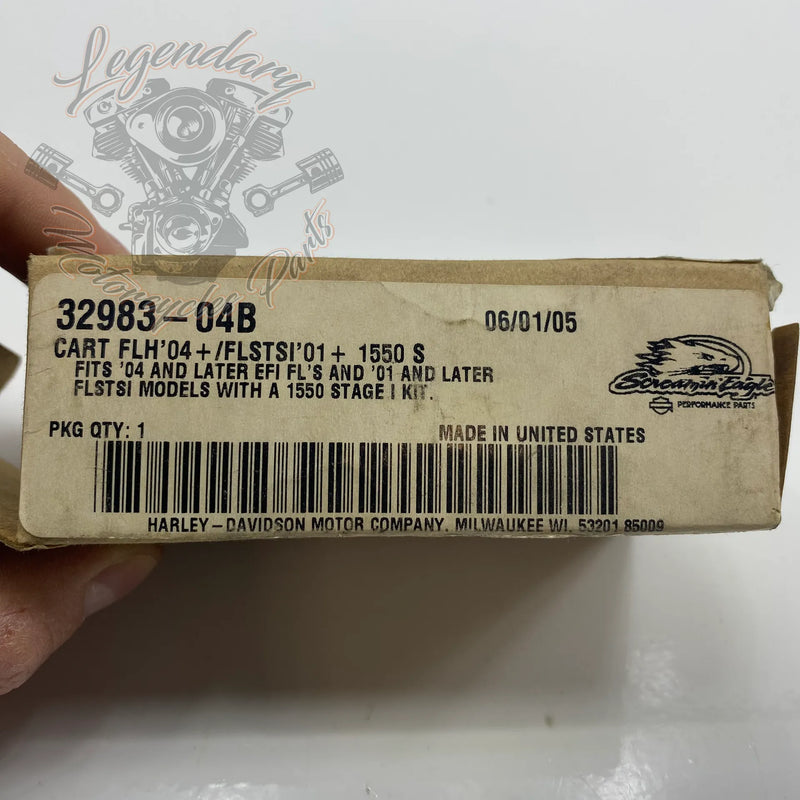 Legendary
Motorcycles Parts
32983-04B 06/01/05
CART FLH'04+/FLSTSI'01+ 1550 S
FITS '04 AND LATER EFI FL'S AND '01 AND LATER
FLSTSI MODELS WITH A 1550 STAGE I KIT.
Screamin' Eagle
PERFORMANCE PARTS
PKG QTY: 1 MADE IN UNITED STATES
HARLEY-DAVIDSON MOTOR COMPANY, MILWAUKEE WI, 53201 85009